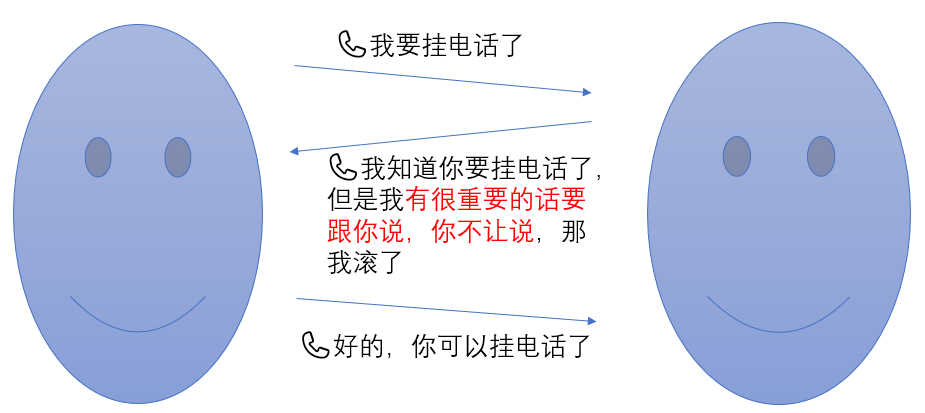 我要挂电话了
我知道你要挂电话了，
但是我有很重要的话要
跟你说，你不让说，那
我滚了
好的，你可以挂电话了